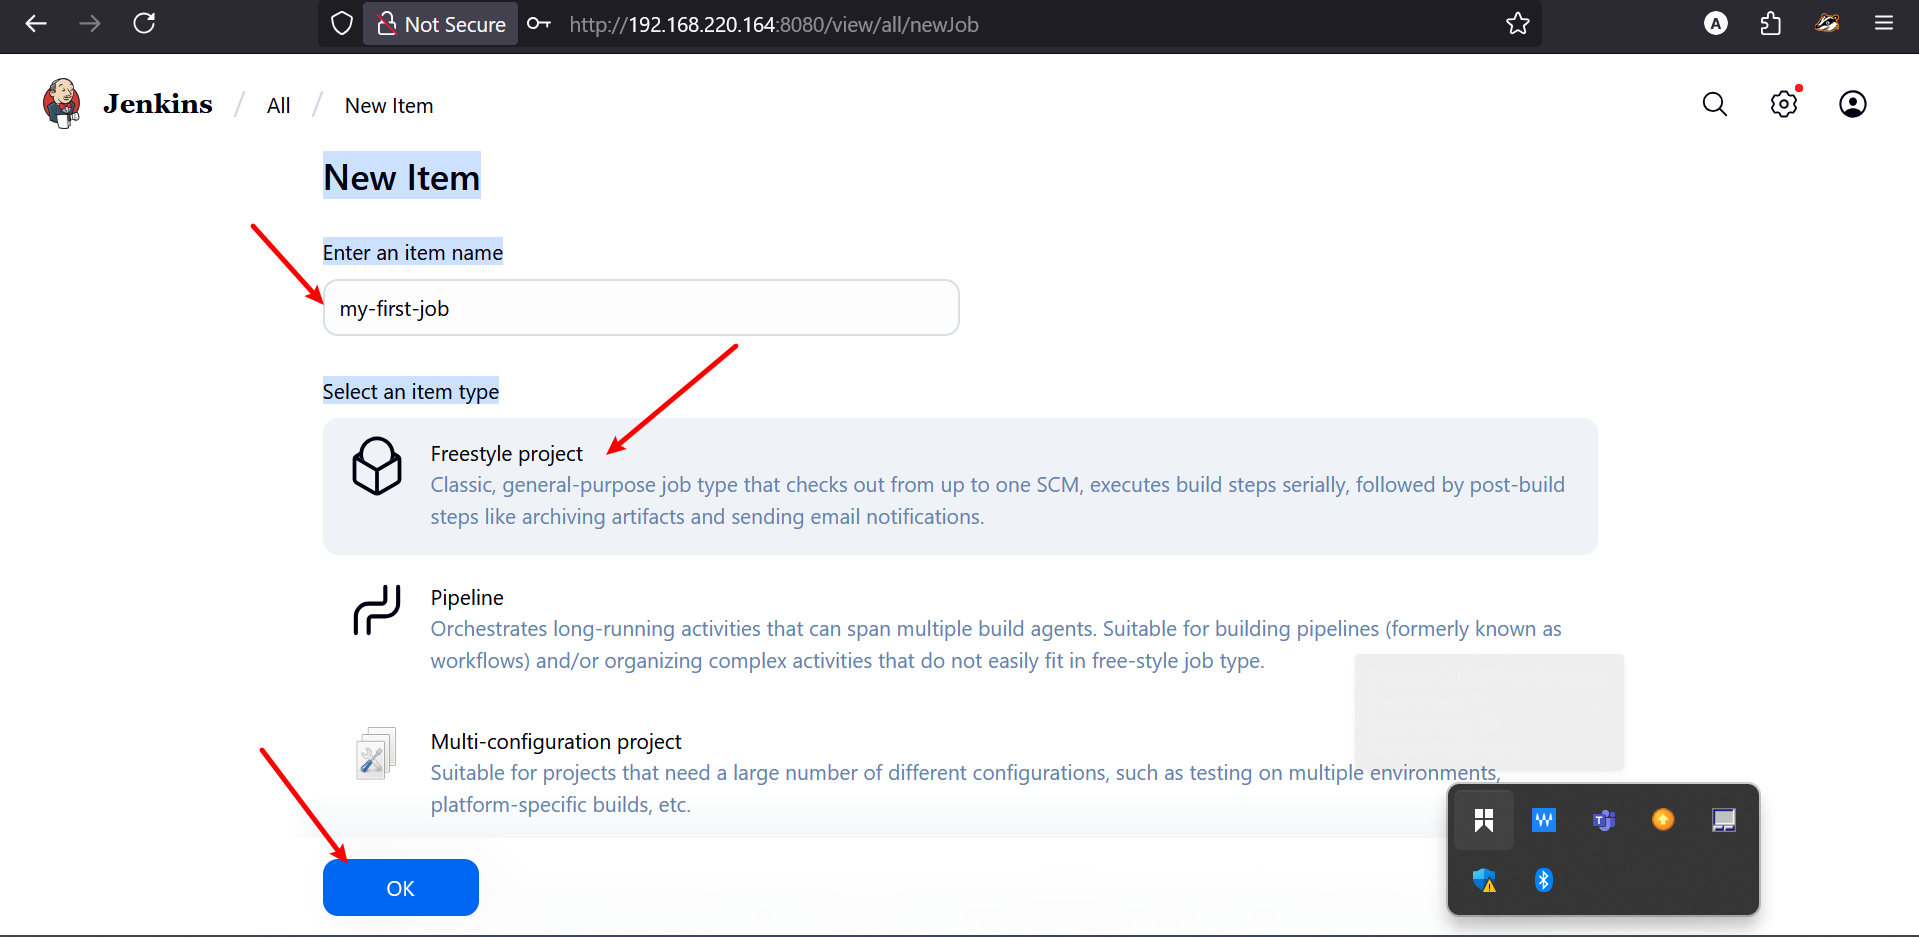 Not Secure
http://192.168.220.164:8080/view/all/newJob
A
Jenkins / All / New Item
New Item
Enter an item name
my-first-job
Select an item type
Freestyle project
Classic, general-purpose job type that checks out from up to one SCM, executes build steps serially, followed by post-build
steps like archiving artifacts and sending email notifications.
Pipeline
Orchestrates long-running activities that can span multiple build agents. Suitable for building pipelines (formerly known as
workflows) and/or organizing complex activities that do not easily fit in free-style job type.
Multi-configuration project
Suitable for projects that need a large number of different configurations, such as testing on multiple environments,
platform-specific builds, etc.
OK